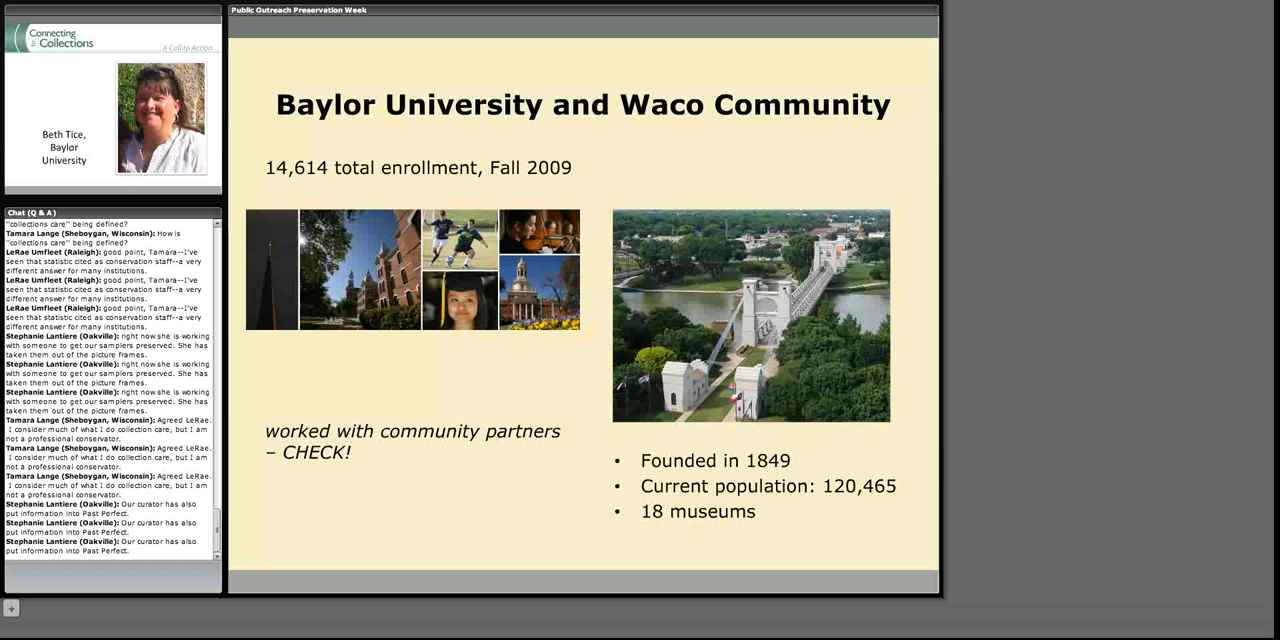 Public Outreach Preservation Week
Connecting
to Collections
A Call to Action
Beth Tice,
Baylor
University
Chat (Q & A)
"collections care" being defined?
Tamara Lange (Sheboygan, Wisconsin): How is
"collections care" being defined?
LeRae Umfleet (Raleigh): good point, Tamara--I've
seen that statistic cited as conservation staff--a very
different answer for many institutions.
LeRae Umfleet (Raleigh): good point, Tamara--I've
seen that statistic cited as conservation staff--a very
different answer for many institutions.
LeRae Umfleet (Raleigh): good point, Tamara--I've
seen that statistic cited as conservation staff--a very
different answer for many institutions.
Stephanie Lantiere (Oakville): right now she is working
with someone to get our samplers preserved. She has
taken them out of the picture frames.
Stephanie Lantiere (Oakville): right now she is working
with someone to get our samplers preserved. She has
taken them out of the picture frames.
Stephanie Lantiere (Oakville): right now she is working
with someone to get our samplers preserved. She has
taken them out of the picture frames.
Tamara Lange (Sheboygan, Wisconsin): Agreed LeRae.
I consider much of what I do collection care, but I am
not a professional conservator.
Tamara Lange (Sheboygan, Wisconsin): Agreed LeRae.
I consider much of what I do collection care, but I am
not a professional conservator.
Tamara Lange (Sheboygan, Wisconsin): Agreed LeRae.
I consider much of what I do collection care, but I am
not a professional conservator.
Stephanie Lantiere (Oakville): Our curator has also
put information into Past Perfect.
Stephanie Lantiere (Oakville): Our curator has also
put information into Past Perfect.
Stephanie Lantiere (Oakville): Our curator has also
put information into Past Perfect.
Baylor University and Waco Community
14,614 total enrollment, Fall 2009
worked with community partners
– CHECK!
• Founded in 1849
• Current population: 120,465
• 18 museums